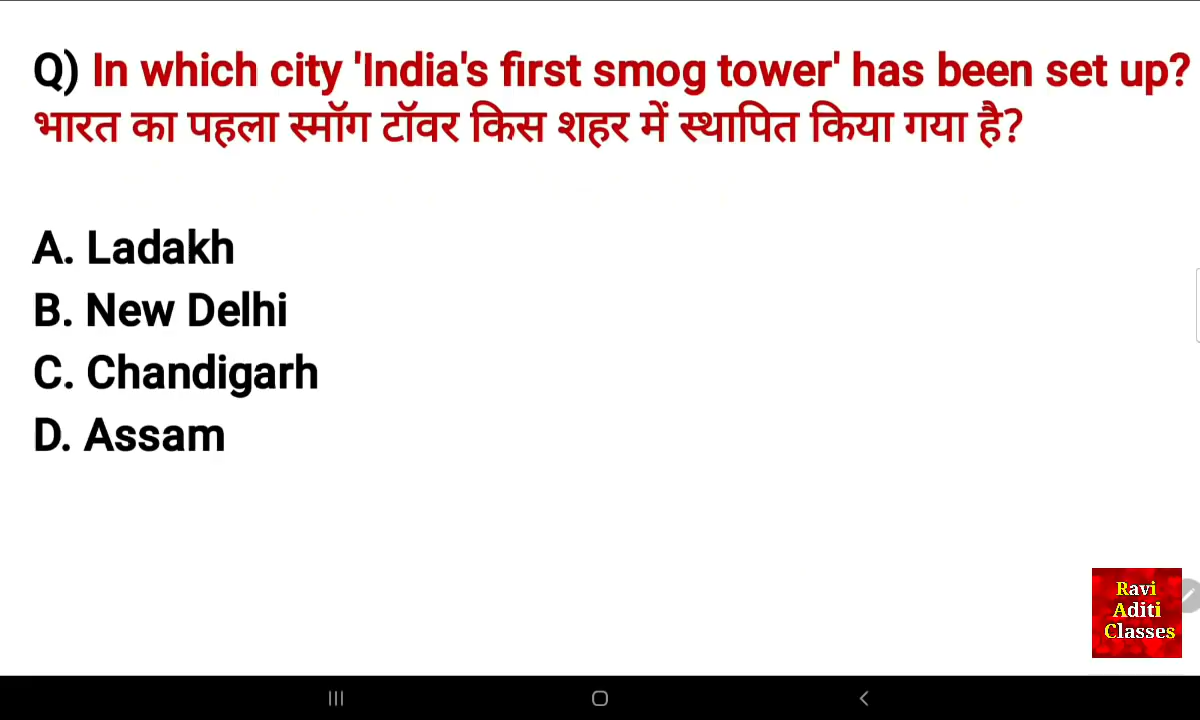 Q) In which city 'India's first smog tower' has been set up?
भारत का पहला स्मॉग टॉवर किस शहर में स्थापित किया गया है?
A. Ladakh
B. New Delhi
C. Chandigarh
D. Assam
Ravi
Aditi
Classes